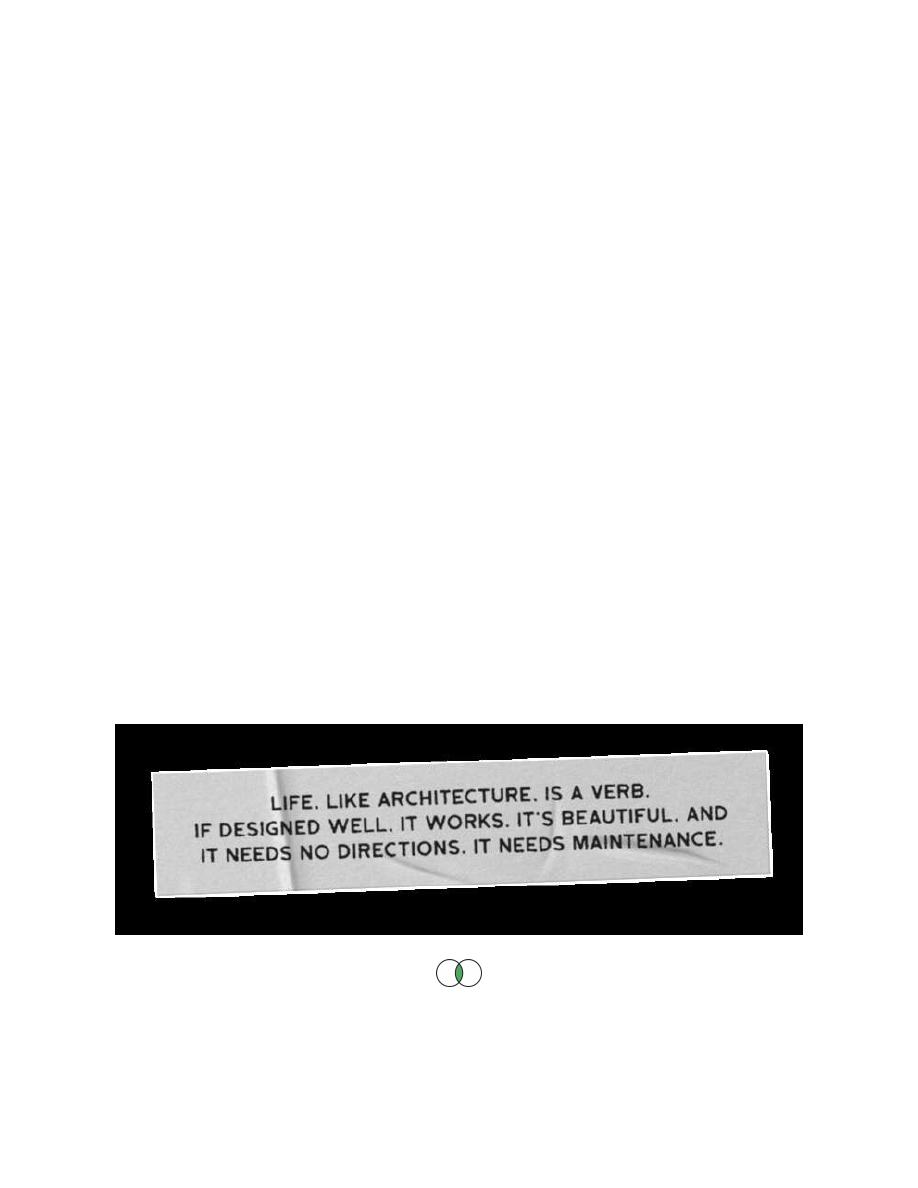 LIFE, LIKE ARCHITECTURE, IS A VERB.
IF DESIGNED WELL, IT WORKS, IT'S BEAUTIFUL, AND
IT NEEDS NO DIRECTIONS. IT NEEDS MAINTENANCE.